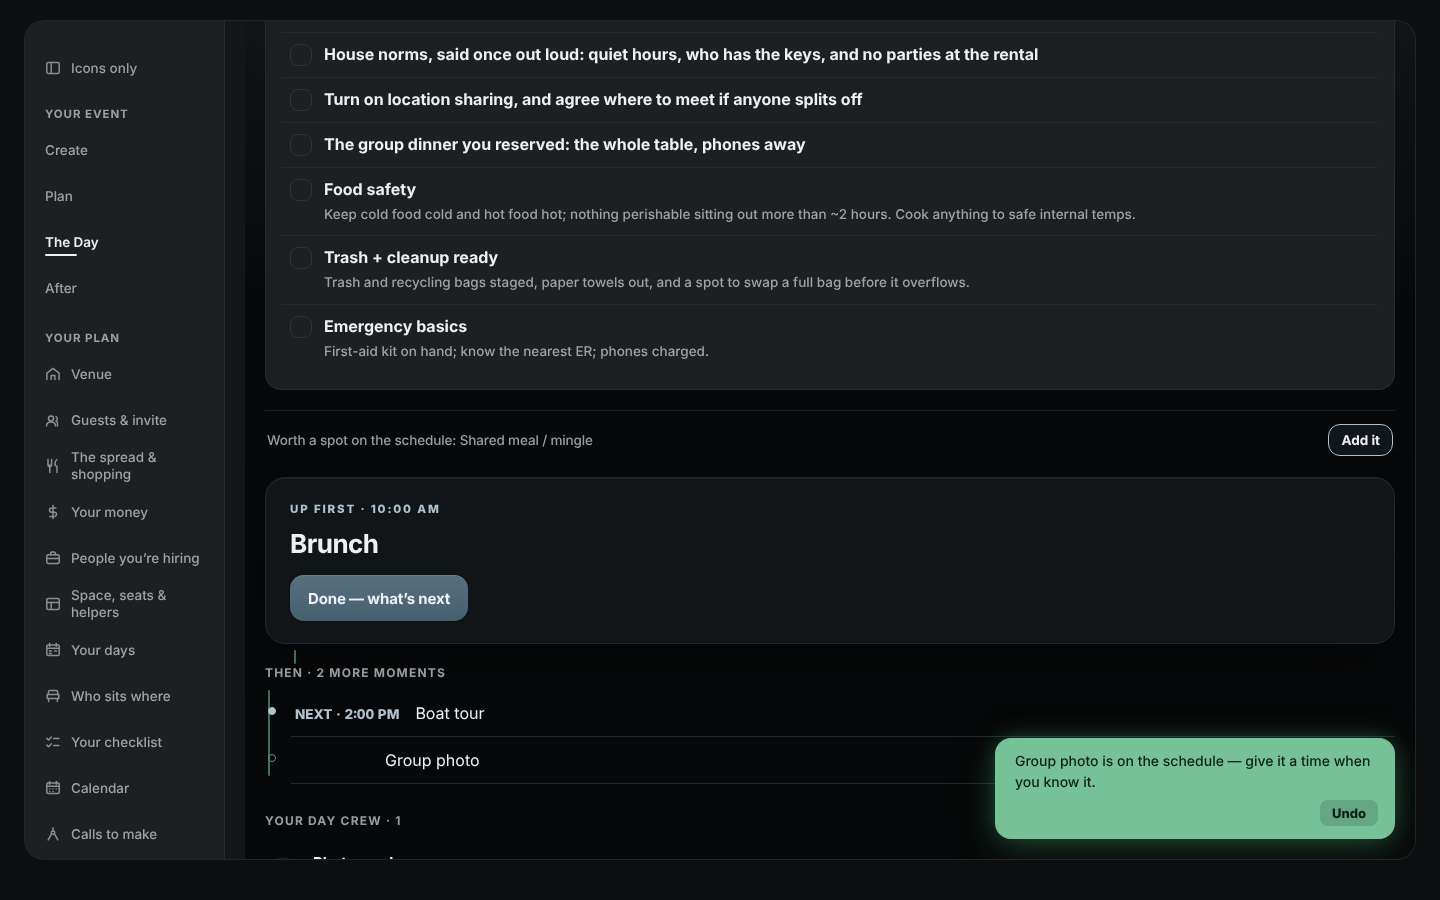 Icons only
YOUR EVENT
Create
Plan
The Day
After
YOUR PLAN
Venue
Guests & invite
The spread &
shopping
Your money
People you’re hiring
Space, seats &
helpers
Your days
Who sits where
Your checklist
Calendar
Calls to make
House norms, said once out loud: quiet hours, who has the keys, and no parties at the rental
Turn on location sharing, and agree where to meet if anyone splits off
The group dinner you reserved: the whole table, phones away
Food safety
Keep cold food cold and hot food hot; nothing perishable sitting out more than ~2 hours. Cook anything to safe internal temps.
Trash + cleanup ready
Trash and recycling bags staged, paper towels out, and a spot to swap a full bag before it overflows.
Emergency basics
First-aid kit on hand; know the nearest ER; phones charged.
Worth a spot on the schedule: Shared meal / mingle
Add it
UP FIRST · 10:00 AM
Brunch
Done — what’s next
THEN · 2 MORE MOMENTS
NEXT · 2:00 PM Boat tour
Group photo
YOUR DAY CREW · 1
Group photo is on the schedule — give it a time when
you know it.
Undo